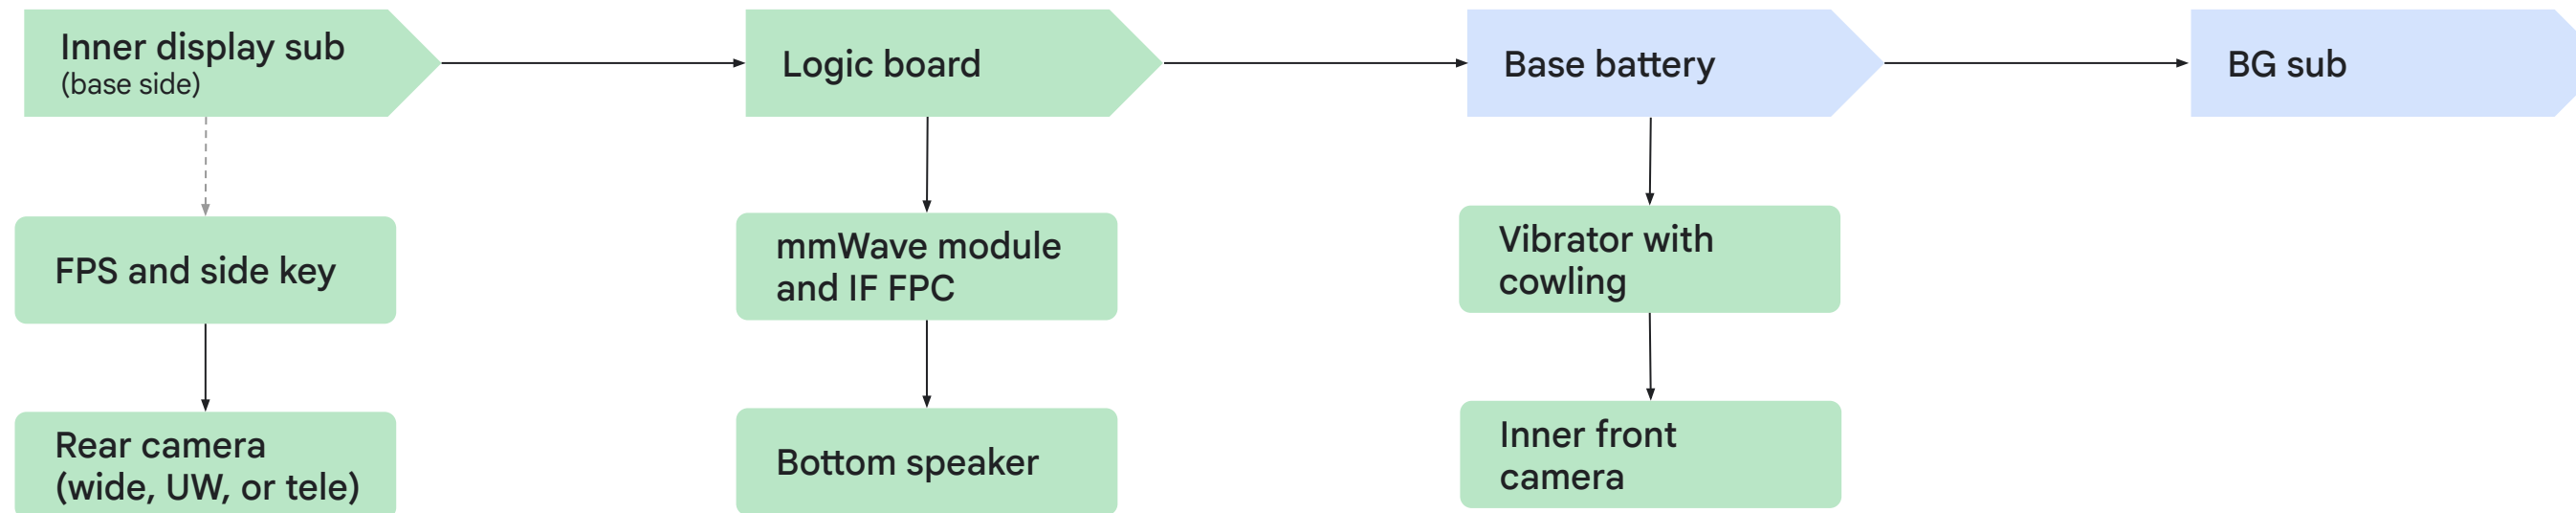 Inner display sub
(base side)
Logic board
Base battery
BG sub
FPS and side key
mmWave module
and IF FPC
Vibrator with
cowling
Rear camera
(wide, UW, or tele)
Bottom speaker
Inner front
camera